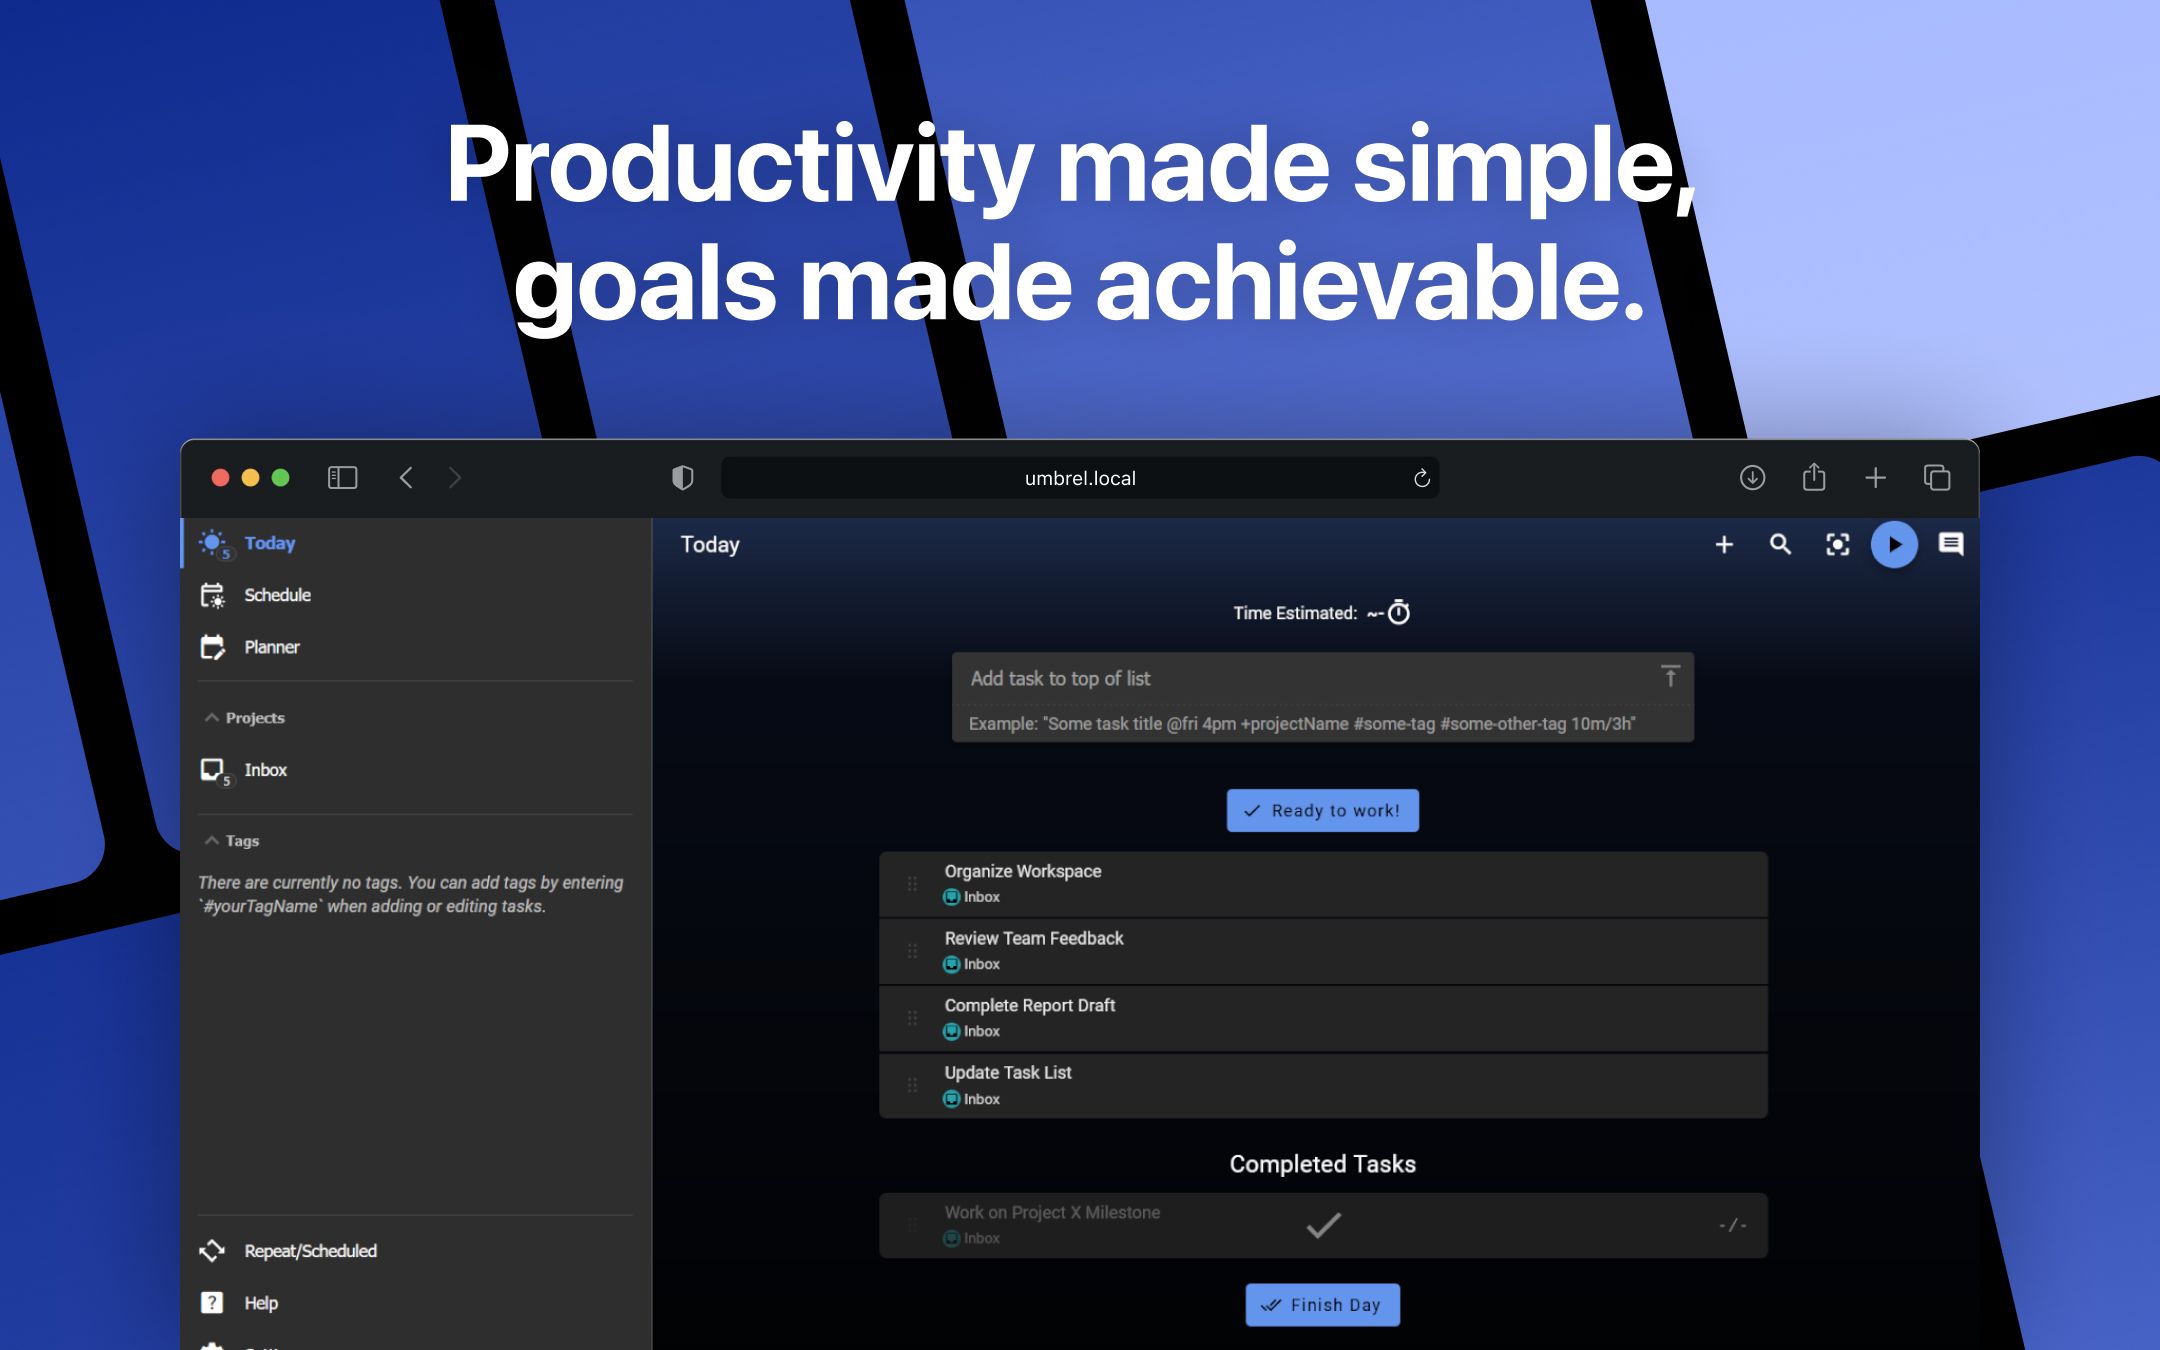 Productivity made simple,
goals made achievable.
umbrel.local
5
Today
Schedule
Planner
Projects
5
Inbox
Tags
There are currently no tags. You can add tags by entering
`#yourTagName` when adding or editing tasks.
Repeat/Scheduled
? Help
Today
Time Estimated: ~-
Add task to top of list
Example: "Some task title @fri 4pm +projectName #some-tag #some-other-tag 10m/3h"
Ready to work!
Organize Workspace
Inbox
Review Team Feedback
Inbox
Complete Report Draft
Inbox
Update Task List
Inbox
Completed Tasks
Work on Project X Milestone
Inbox
-/-
Finish Day